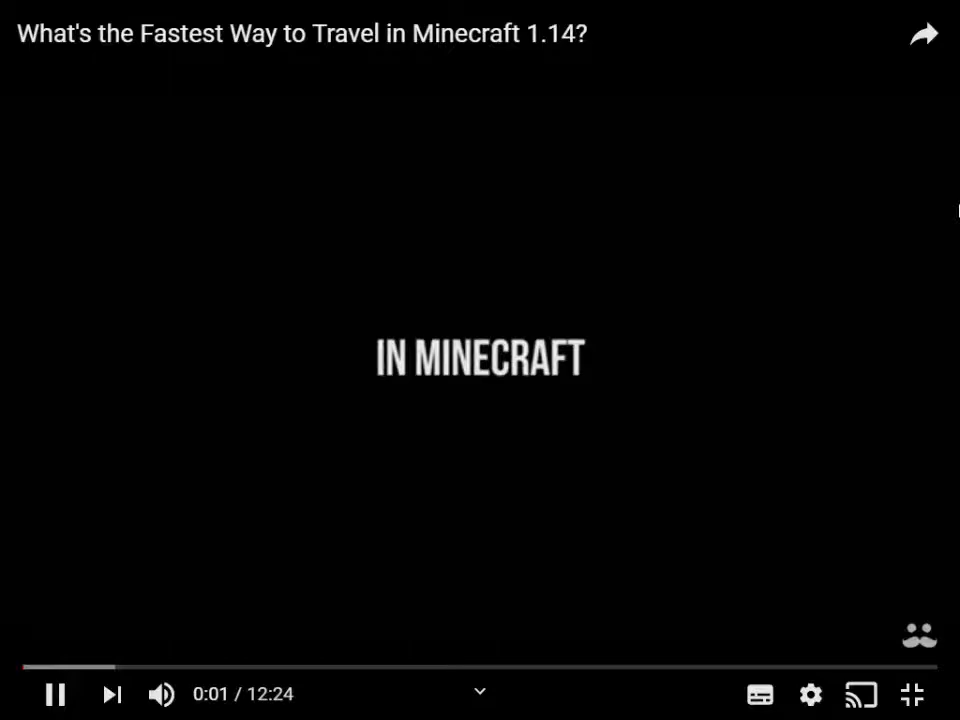 What's the Fastest Way to Travel in Minecraft 1.14?
IN MINECRAFT
0:01 / 12:24